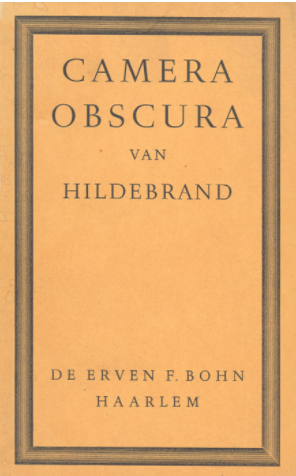 CAMERA
OBSCURA
VAN
HILDEBRAND
DE ERVEN F. BOHN
HAARLEM